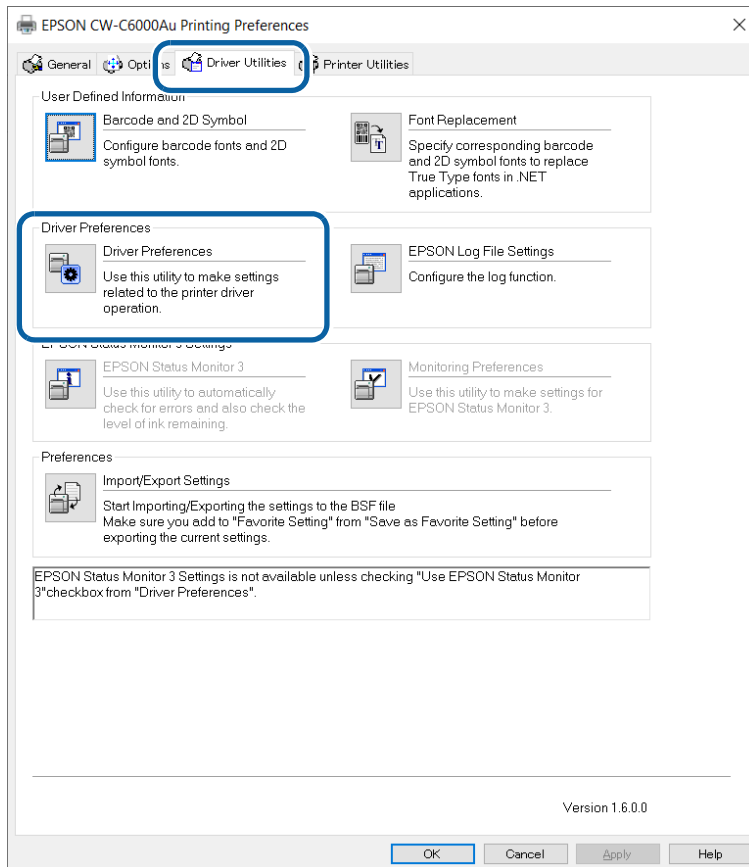 EPSON CW-C6000Au Printing Preferences
General Opti ns Driver Utilities Printer Utilities
User Defined Information
Barcode and 2D Symbol
Configure barcode fonts and 2D
symbol fonts.
Font Replacement
Specify corresponding barcode
and 2D symbol fonts to replace
True Type fonts in .NET
applications.
Driver Preferences
Driver Preferences
Use this utility to make settings
related to the printer driver
operation.
EPSON Log File Settings
Configure the log function.
EPSON Status Monitor 3 Settings
EPSON Status Monitor 3
Use this utility to automatically
check for errors and also check the
level of ink remaining.
Monitoring Preferences
Use this utility to make settings for
EPSON Status Monitor 3.
Preferences
Import/Export Settings
Start Importing/Exporting the settings to the BSF file
Make sure you add to "Favorite Setting" from "Save as Favorite Setting" before
exporting the current settings.
EPSON Status Monitor 3 Settings is not available unless checking "Use EPSON Status Monitor
3"checkbox from "Driver Preferences".
Version 1.6.0.0
OK Cancel Apply Help